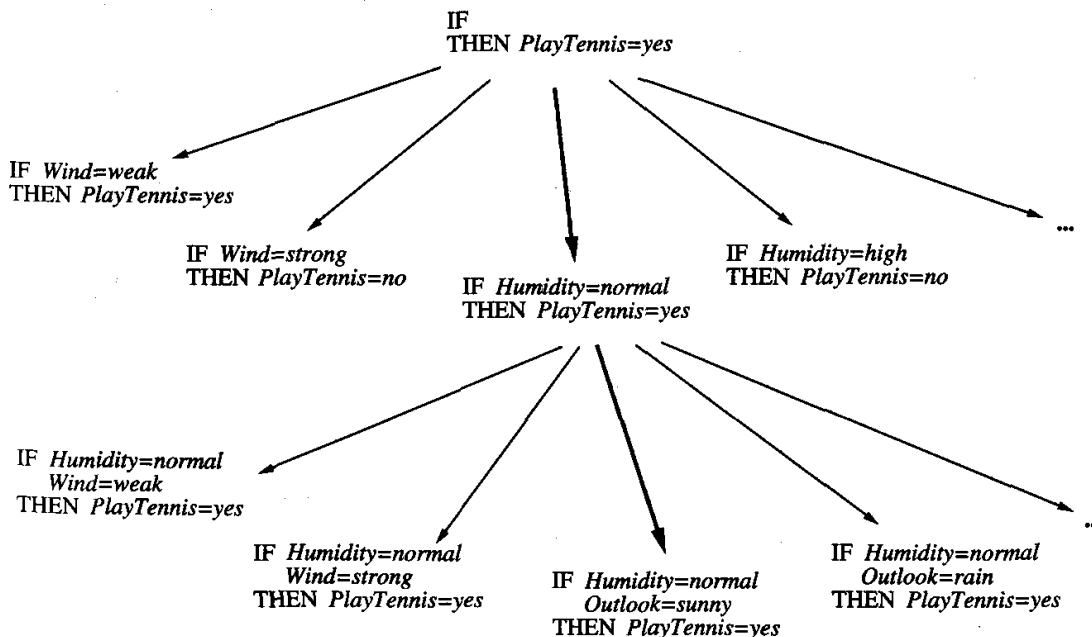 IF
THEN PlayTennis=yes
IF Wind=weak
THEN PlayTennis=yes
IF Wind=strong
THEN PlayTennis=no
IF Humidity=normal
THEN PlayTennis=yes
IF Humidity=high
THEN PlayTennis=no
...
IF Humidity=normal
Wind=weak
THEN PlayTennis=yes
IF Humidity=normal
Wind=strong
THEN PlayTennis=yes
IF Humidity=normal
Outlook=sunny
THEN PlayTennis=yes
IF Humidity=normal
Outlook=rain
THEN PlayTennis=yes
..